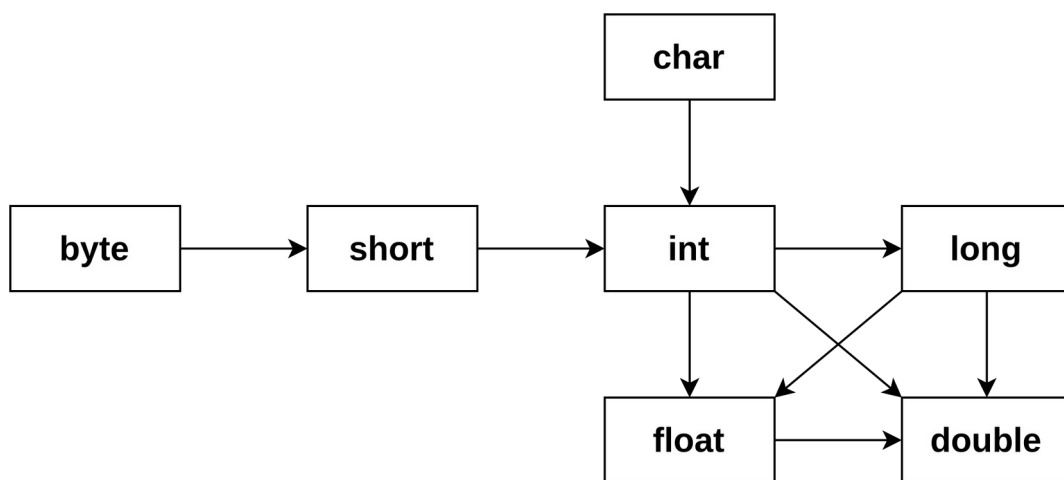 char
byte
short
int
long
float
double